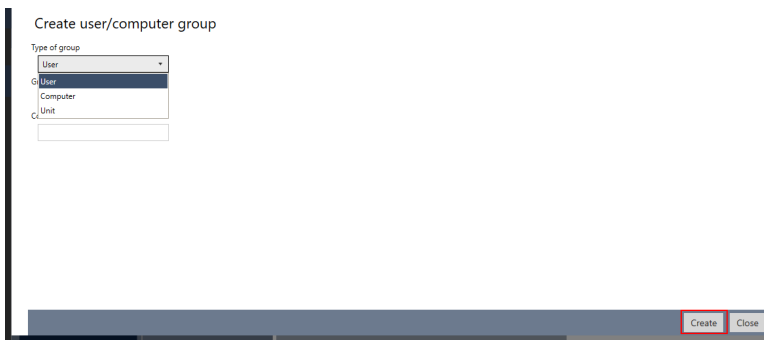 Create user/computer group
Type of group
User
User
Computer
Unit
Create Close